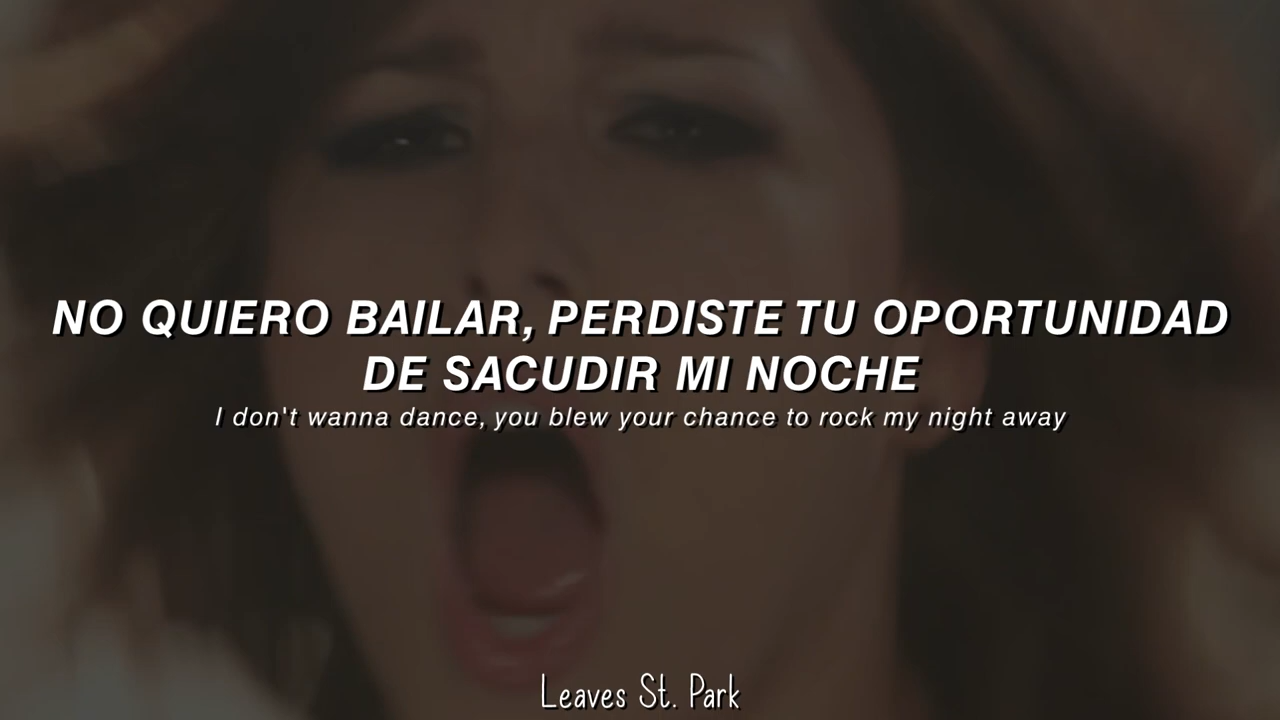 NO QUIERO BAILAR, PERDISTE TU OPORTUNIDAD
DE SACUDIR MI NOCHE
I don't wanna dance, you blew your chance to rock my night away
Leaves St. Park